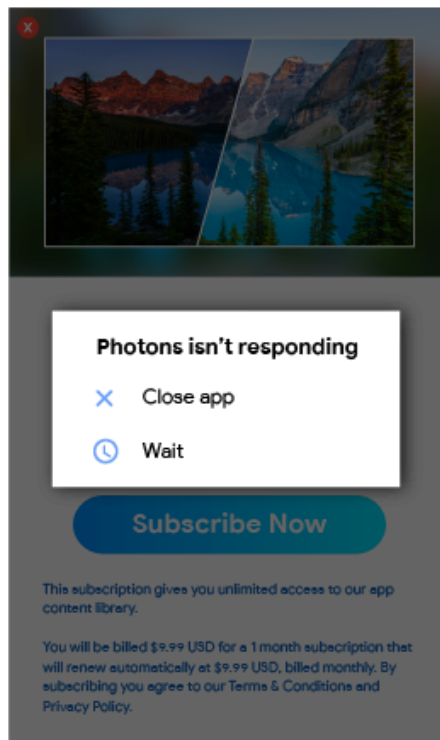 X
Photons isn't responding
Close app
Wait
Subscribe Now
This subscription gives you unlimited access to our app
content library.
You will be billed $9.99 USD for a 1 month subscription that
will renew automatically at $9.99 USD, billed monthly. By
subscribing you agree to our Terms & Conditions and
Privacy Policy.